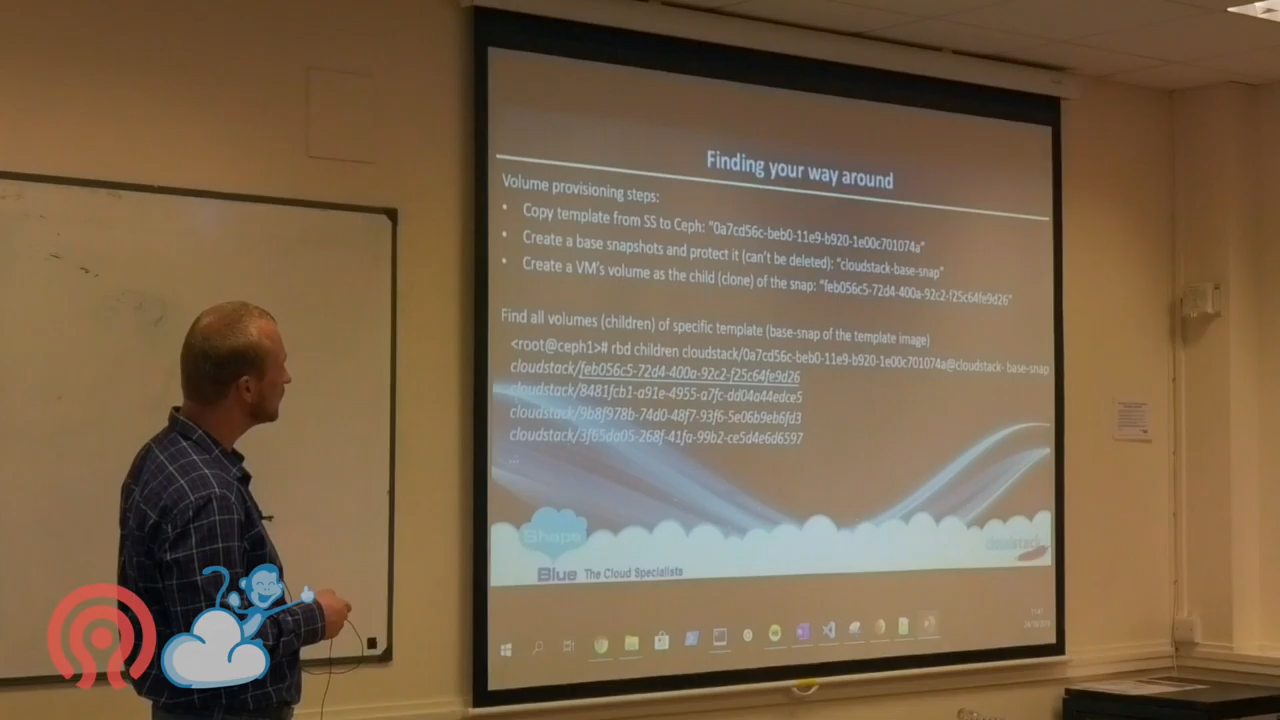 Finding your way around
Volume provisioning steps:
• Copy template from SS to Ceph: “0a7cd56c-beb0-11e9-b920-1e00c701074a”
• Create a base snapshots and protect it (can’t be deleted): “cloudstack-base-snap”
• Create a VM’s volume as the child (clone) of the snap: “feb056c5-72d4-400a-92c2-f25c64fe9d26”
Find all volumes (children) of specific template (base-snap of the template image)
<root@ceph1># rbd children cloudstack/0a7cd56c-beb0-11e9-b920-1e00c701074a@cloudstack- base-snap
cloudstack/feb056c5-72d4-400a-92c2-f25c64fe9d26
cloudstack/8481fcb1-a91e-4955-a7fc-dd04a44edce5
cloudstack/9b8f978b-74d0-48f7-93f6-5e06b9eb6fd3
cloudstack/3f65da05-268f-41fa-99b2-ce5d4e6d6597
...
Shape
Blue The Cloud Specialists
cloudstack